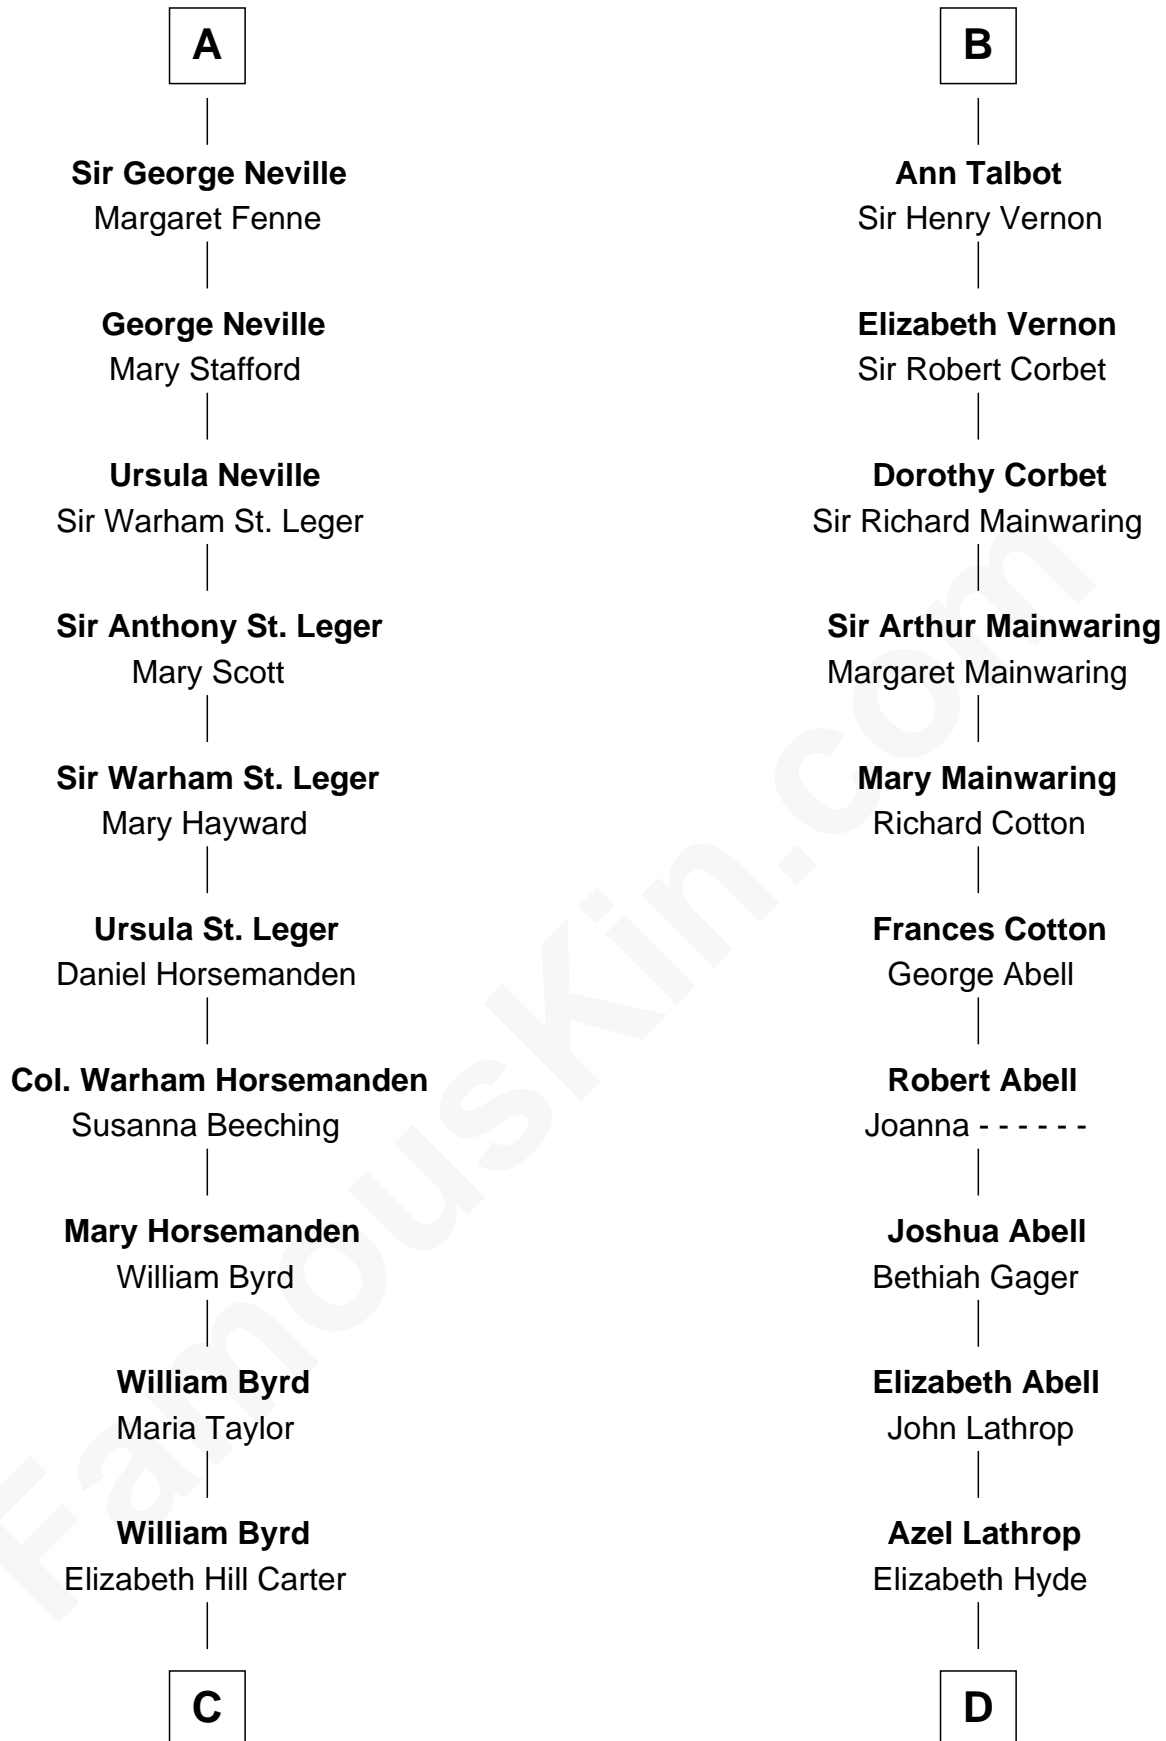 A
Sir George Neville
Margaret Fenne
George Neville
Mary Stafford
Ursula Neville
Sir Warham St. Leger
Sir Anthony St. Leger
Mary Scott
Sir Warham St. Leger
Mary Hayward
Ursula St. Leger
Daniel Horsemanden
Col. Warham Horsemanden
Susanna Beeching
Mary Horsemanden
William Byrd
William Byrd
Maria Taylor
William Byrd
Elizabeth Hill Carter
C
B
Ann Talbot
Sir Henry Vernon
Elizabeth Vernon
Sir Robert Corbet
Dorothy Corbet
Sir Richard Mainwaring
Sir Arthur Mainwaring
Margaret Mainwaring
Mary Mainwaring
Richard Cotton
Frances Cotton
George Abell
Robert Abell
Joanna - - - - - -
Joshua Abell
Bethiah Gager
Elizabeth Abell
John Lathrop
Azel Lathrop
Elizabeth Hyde
D
FamousKin.com